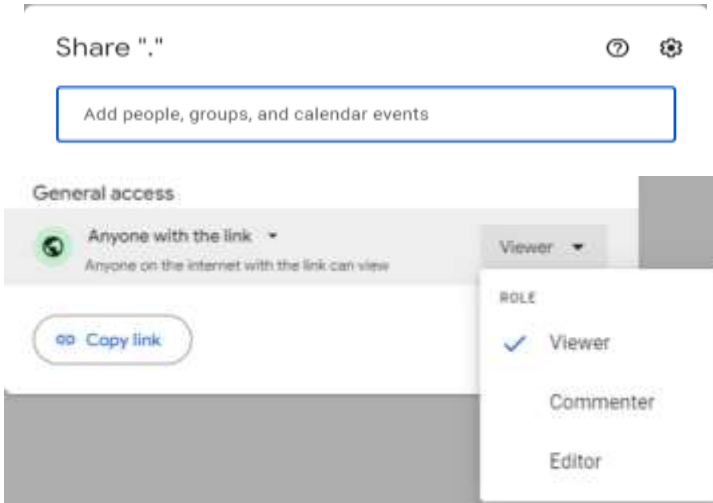 Share "."
Add people, groups, and calendar events
General access
Anyone with the link
Anyone on the internet with the link can view
Viewer
Copy link
ROLE
Viewer
Commenter
Editor